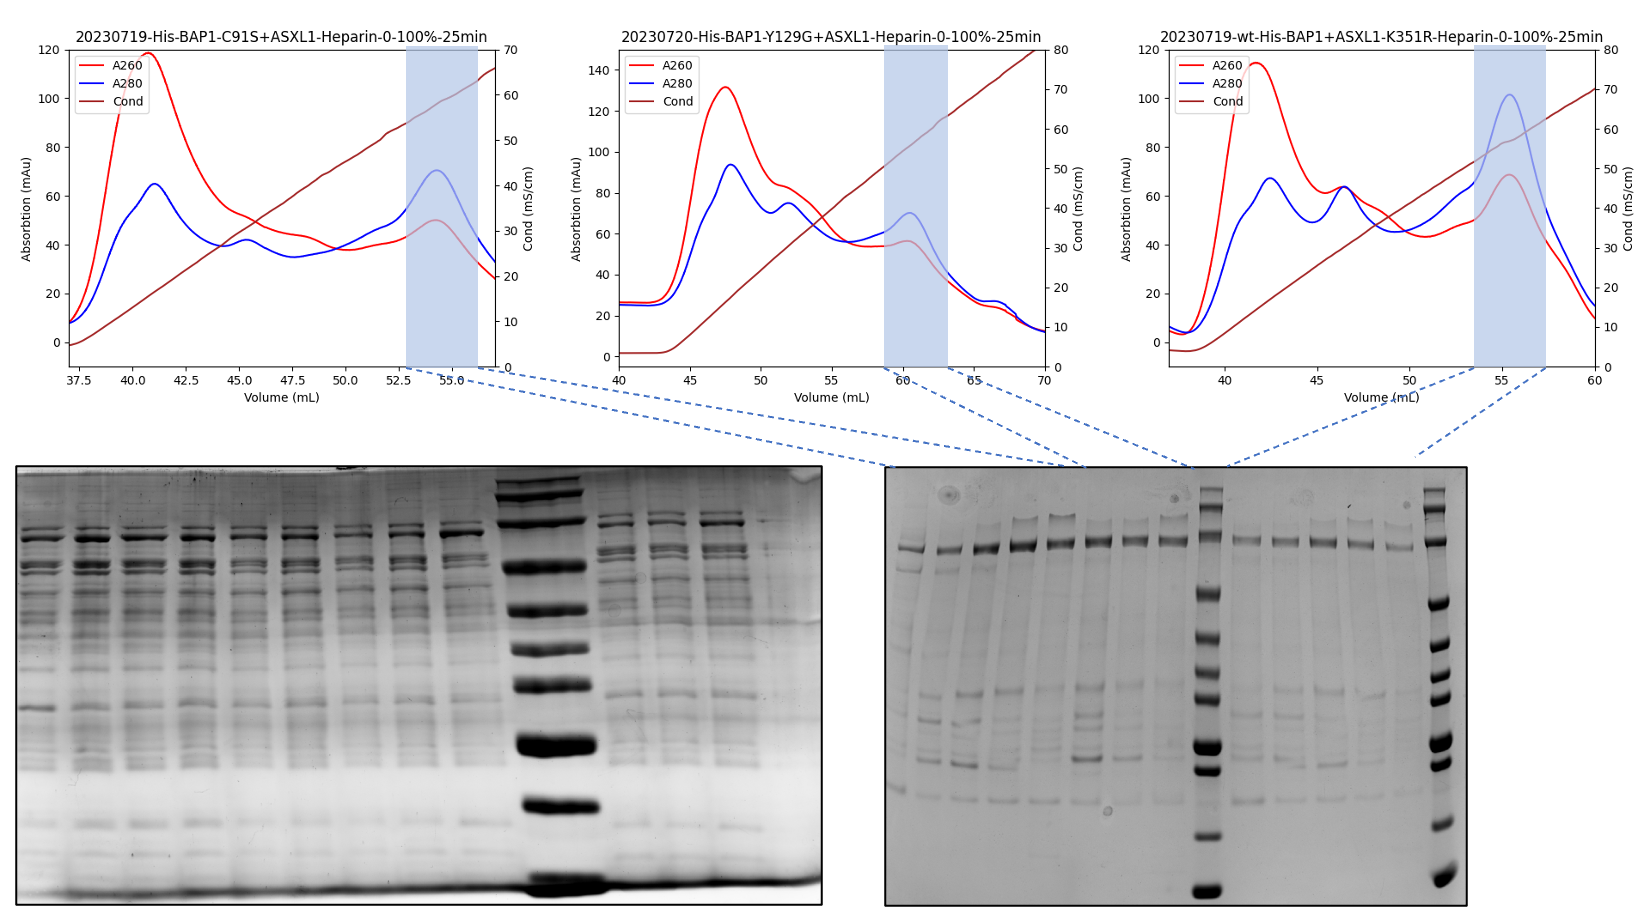 20230719-His-BAP1-C91S+ASXL1-Heparin-0-100%-25min
A260
A280
Cond
120
100
80
60
40
20
0
Absorbtion (mAu)
70
60
50
40
30
20
10
0
Cond (mS/cm)
37.5 40.0 42.5 45.0 47.5 50.0 52.5 55.0
Volume (mL)
20230720-His-BAP1-Y129G+ASXL1-Heparin-0-100%-25min
A260
A280
Cond
140
120
100
80
60
40
20
0
Absorbtion (mAu)
80
70
60
50
40
30
20
10
0
Cond (mS/cm)
40 45 50 55 60 65 70
Volume (mL)
20230719-wt-His-BAP1+ASXL1-K351R-Heparin-0-100%-25min
A260
A280
Cond
120
100
80
60
40
20
0
Absorbtion (mAu)
80
70
60
50
40
30
20
10
0
Cond (mS/cm)
40 45 50 55 60
Volume (mL)